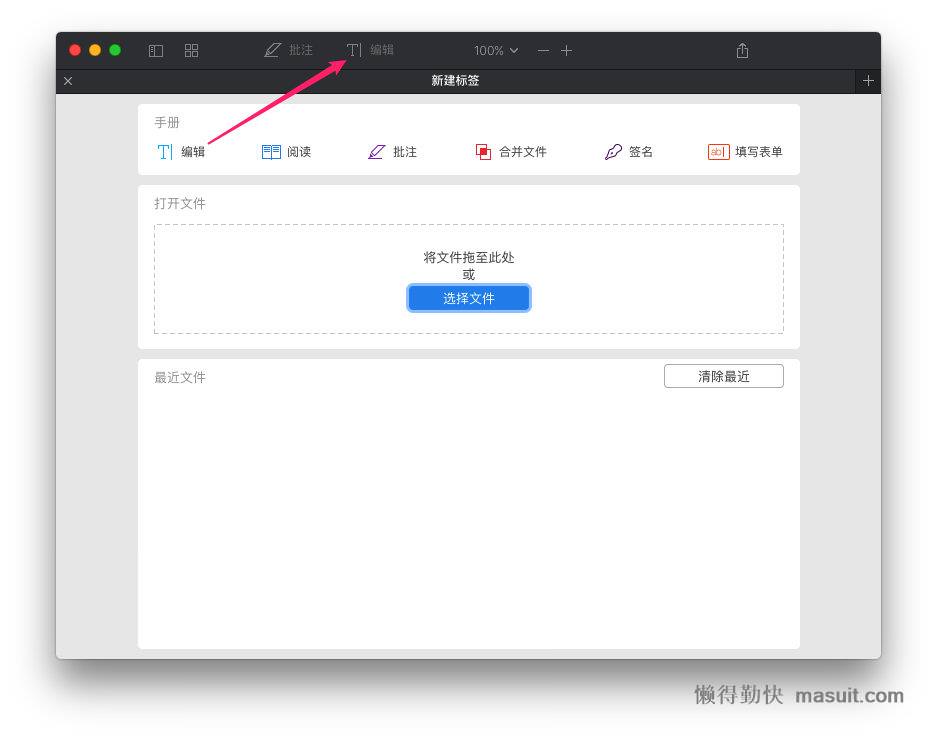 批注 编辑 100%
新建标签
手册
编辑 阅读 批注 合并文件 签名 填写表单
打开文件
将文件拖至此处
或
选择文件
最近文件 清除最近
懒得勤快 masuit.com